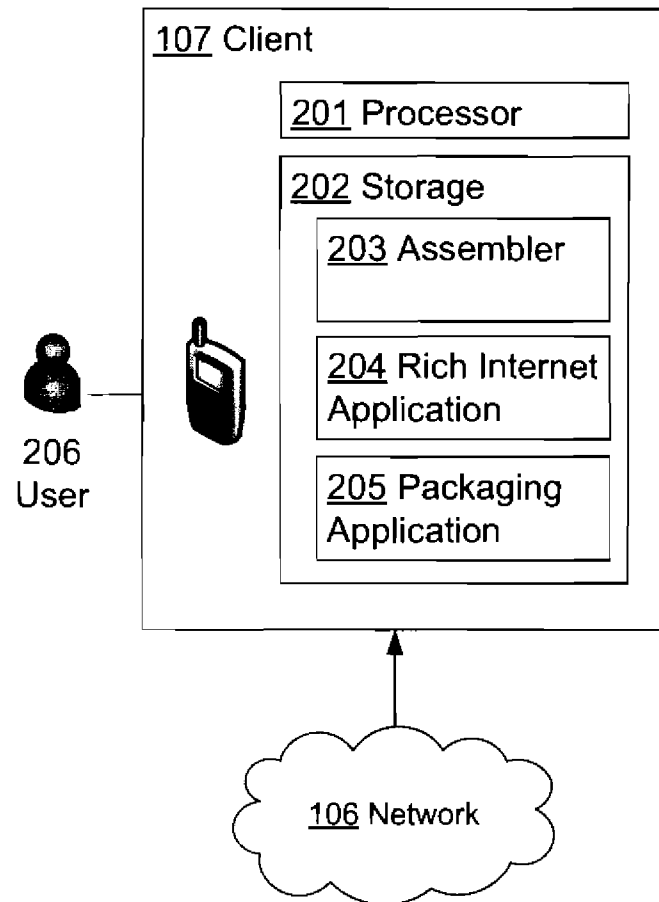 107 Client
201 Processor
202 Storage
203 Assembler
204 Rich Internet
Application
205 Packaging
Application
206
User
106 Network